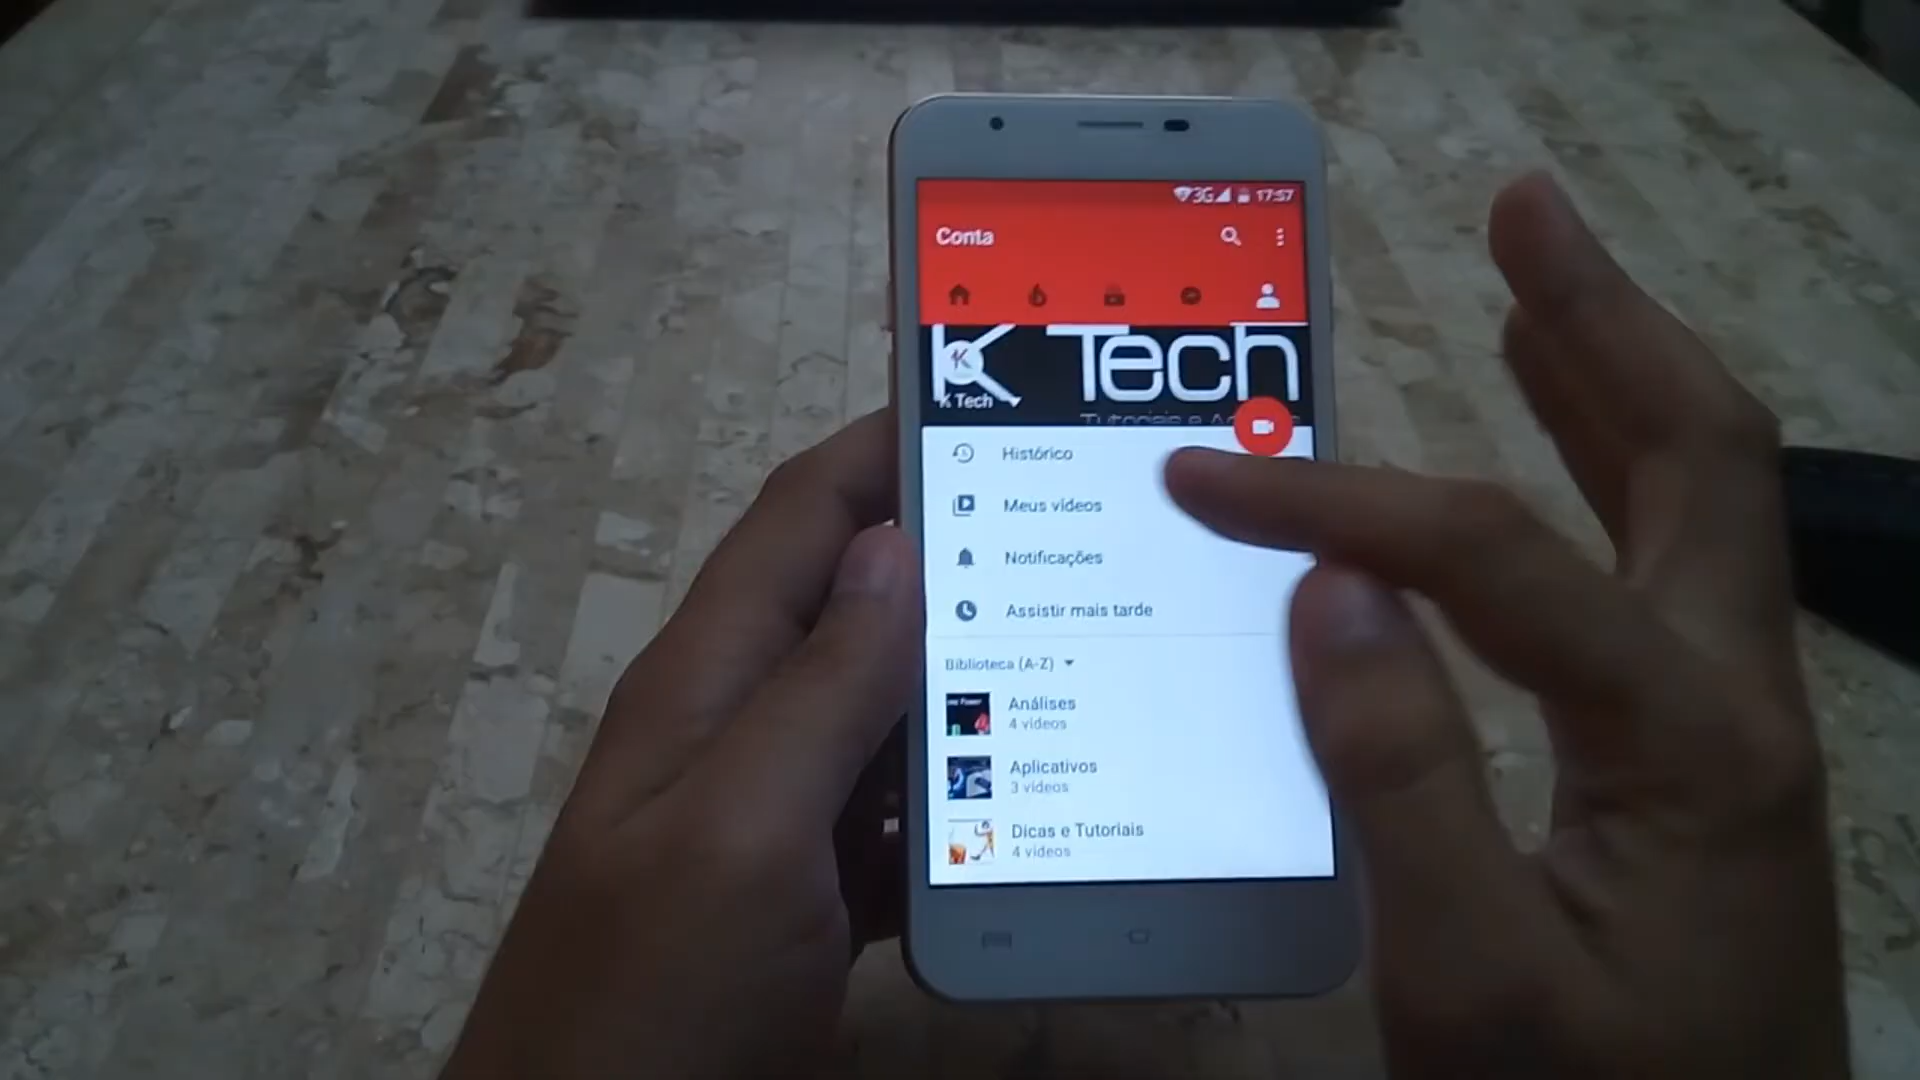 3G 17:57
Conta
K Tech
Tutoriais e
K Tech
Histórico
Meus vídeos
Notificações
Assistir mais tarde
Biblioteca (A-Z)
Análises
4 vídeos
Aplicativos
3 vídeos
Dicas e Tutoriais
4 vídeos